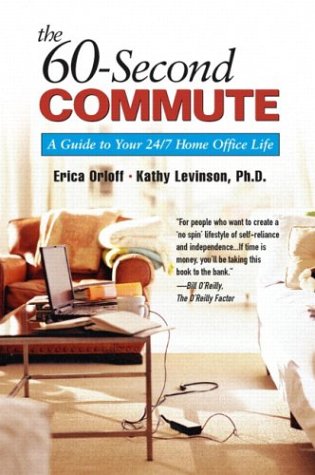 the
60-Second
COMMUTE
A Guide to Your 24/7 Home Office Life
Erica Orloff • Kathy Levinson, Ph.D.
"For people who want to create a
'no spin' lifestyle of self-reliance
and independence...If time is
money, you'll be taking this
book to the bank."
—Bill O'Reilly,
The O'Reilly Factor